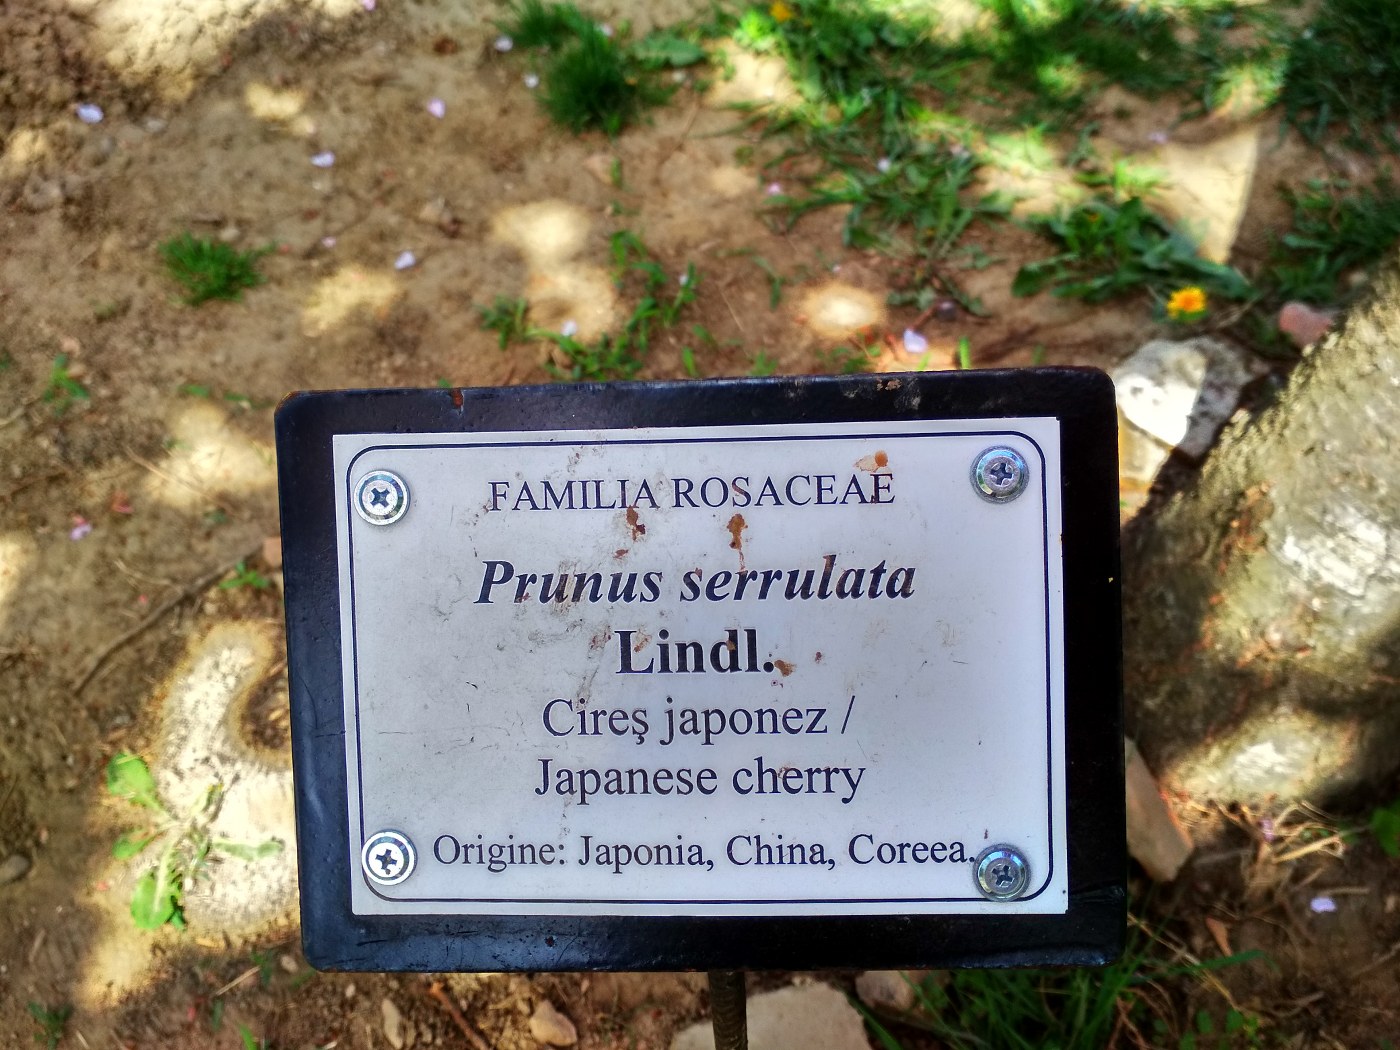 FAMILIA ROSACEAE
Prunus serrulata
Lindl.
Cireş japonez /
Japanese cherry
Origine: Japonia, China, Coreea.